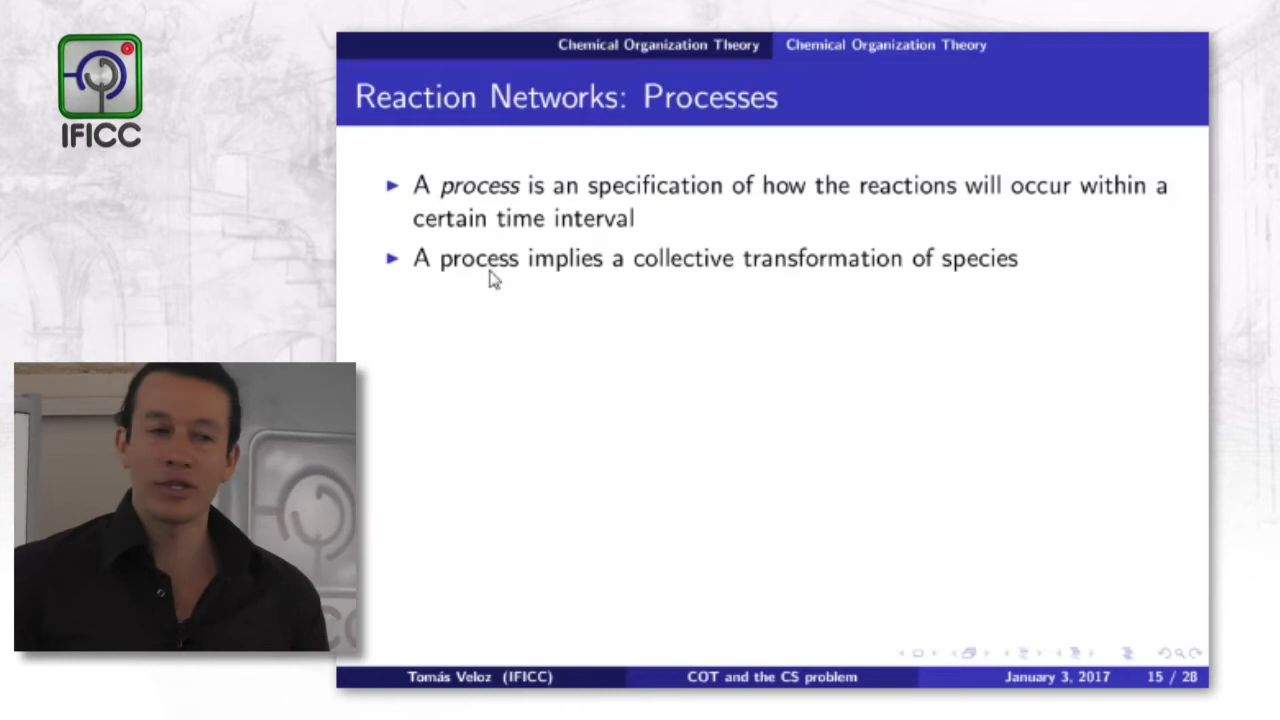 IFICC
Chemical Organization Theory Chemical Organization Theory
Reaction Networks: Processes
A process is an specification of how the reactions will occur within a
certain time interval
A process implies a collective transformation of species
Tomás Veloz (IFICC) COT and the CS problem January 3, 2017 15 / 28